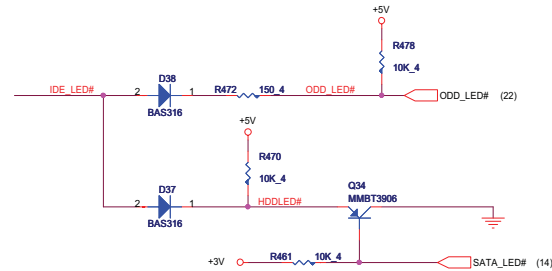 +5V
D38
R478
10K_4
IDE_LED#
2
1
R472
150_4
ODD_LED#
ODD_LED# (22)
BAS316
+5V
R470
10K_4
D37
Q34
MMBT3906
2
1
HDDLED#
BAS316
+3V
R461
10K_4
SATA_LED# (14)